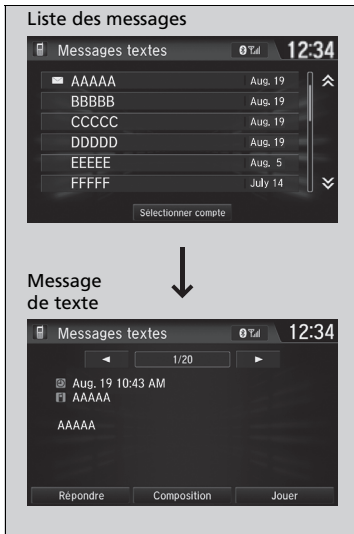 Liste des messages
Messages textes 12:34
AAAAA Aug. 19
BBBBB Aug. 19
CCCCC Aug. 19
DDDDD Aug. 19
EEEEE Aug. 5
FFFFF July 14
Sélectionner compte
Message
de texte
Messages textes 12:34
1/20
Aug. 19 10:43 AM
AAAAA
AAAAA
Répondre Composition Jouer